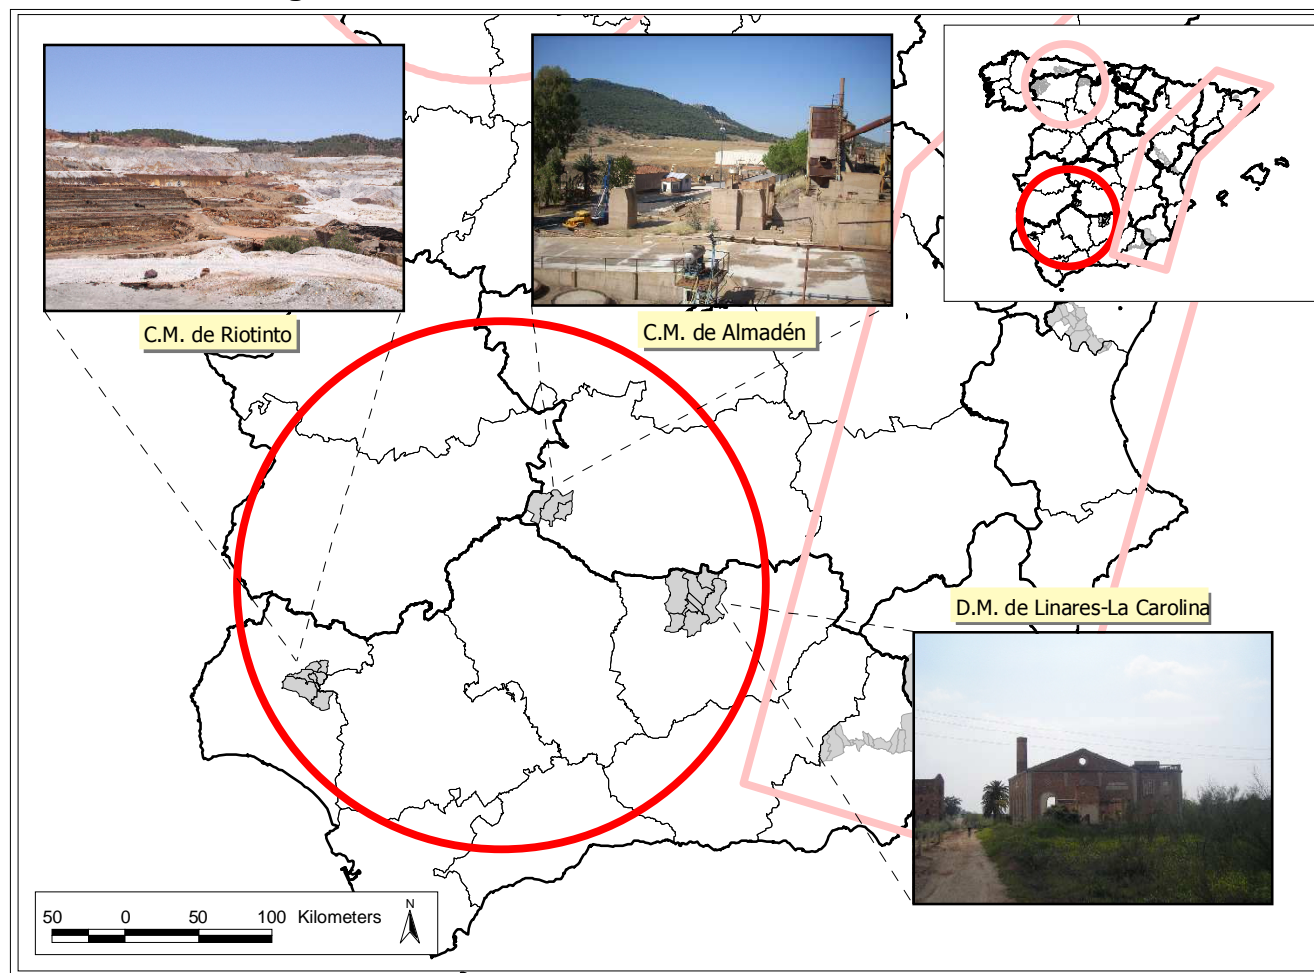 C.M. de Riotinto
C.M. de Almadén
D.M. de Linares-La Carolina
50 0 50 100 Kilometers
N